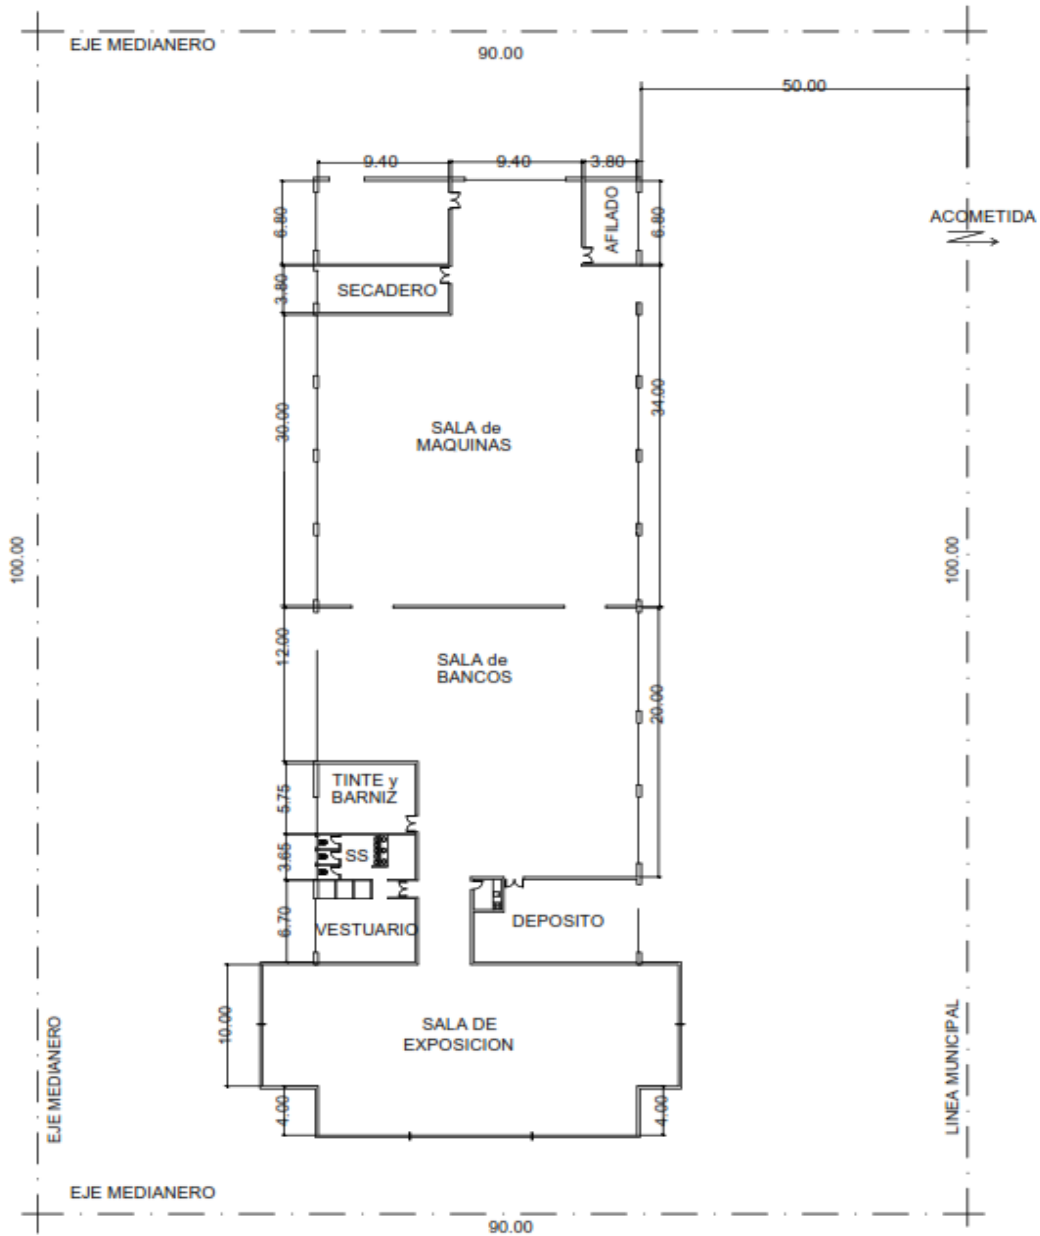 EJE MEDIANERO
90.00
50.00
9.40
9.40
3.80
6.80
AFILADO
6.80
ACOMETIDA
3.80
SECADERO
30.00
SALA de
MAQUINAS
34.00
100.00
100.00
12.00
SALA de
BANCOS
20.00
5.75
TINTE y
BARNIZ
3.65
SS
6.70
VESTUARIO
DEPOSITO
10.00
SALA DE
EXPOSICION
EJE MEDIANERO
LINEA MUNICIPAL
4.00
4.00
EJE MEDIANERO
90.00